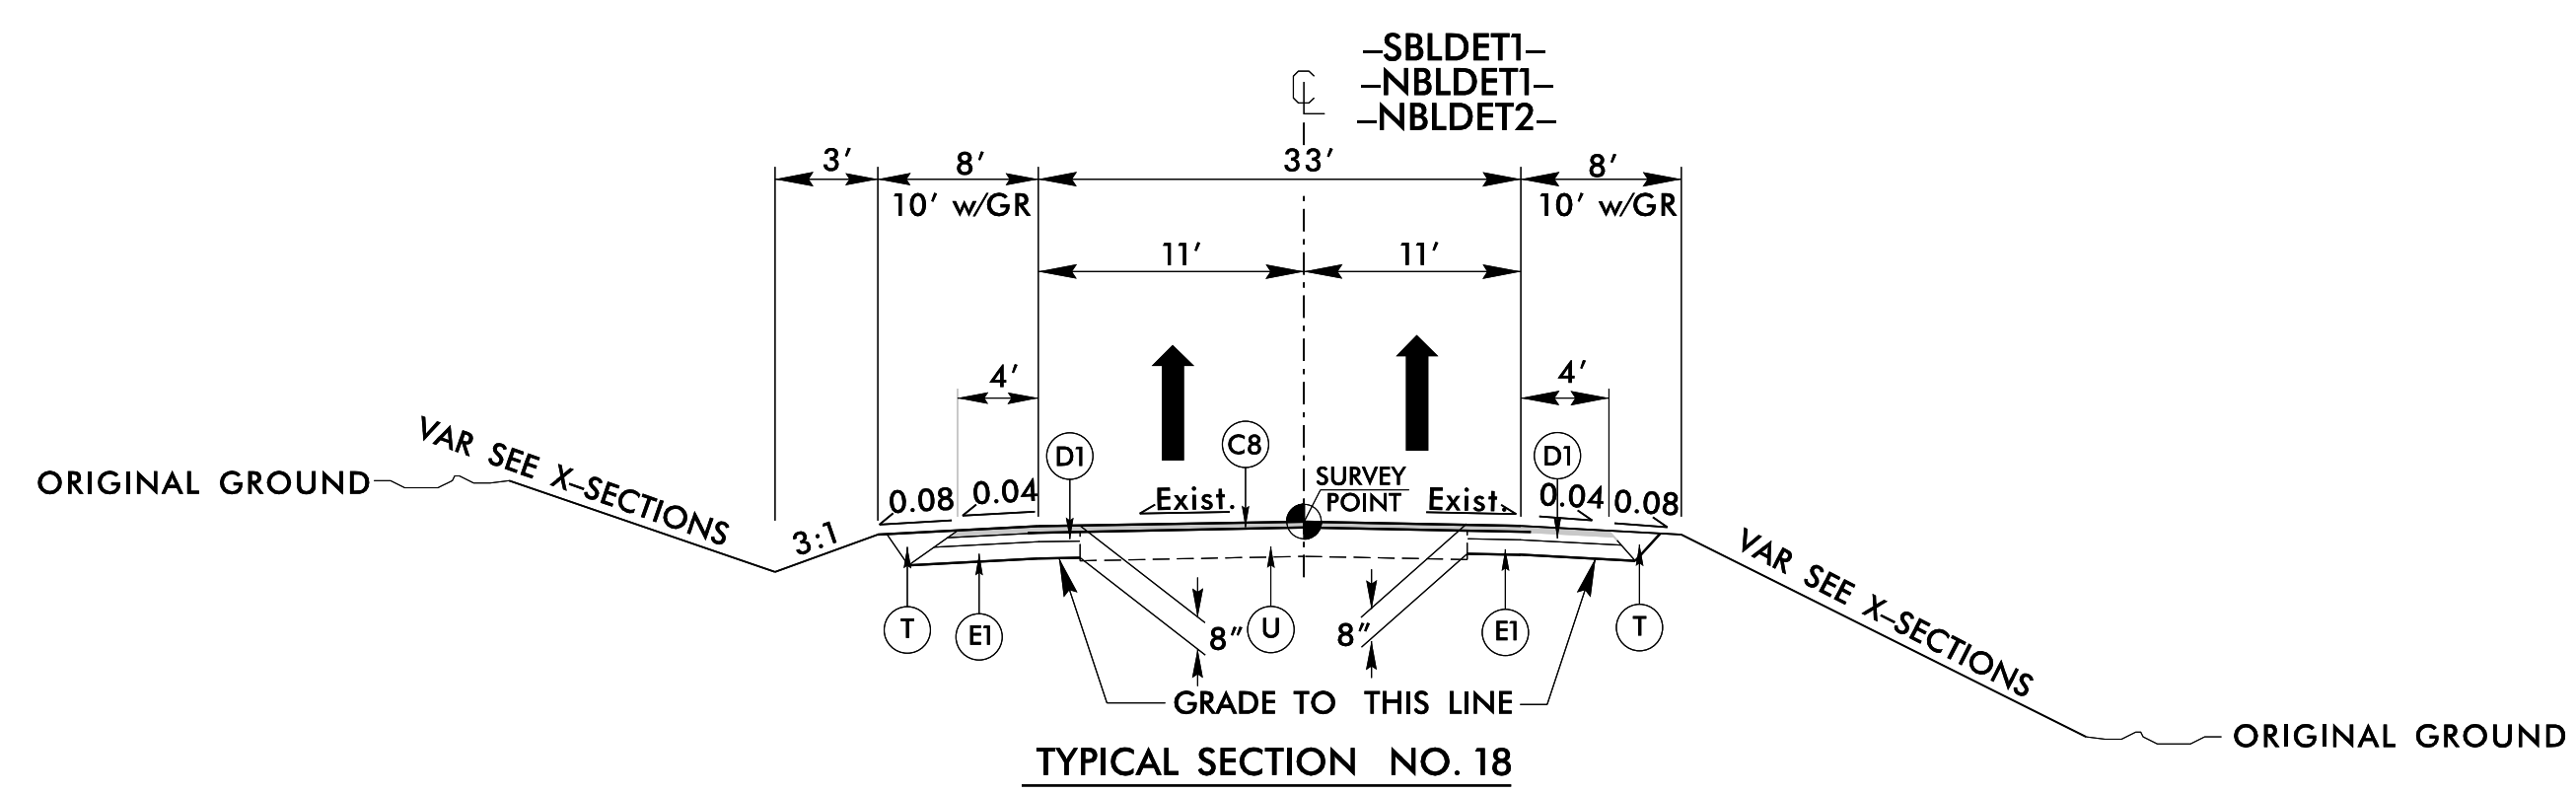 –SBLDET1–
–NBLDET1–
–NBLDET2–
CL
3' 8' 33' 8'
10' w/GR 10' w/GR
11' 11'
4' 4'
VAR SEE X–SECTIONS
D1 C8 D1
ORIGINAL GROUND
SURVEY
POINT
0.08 0.04 Exist. Exist. 0.04 0.08
3:1
VAR SEE X–SECTIONS
T E1 8" U 8" E1 T
GRADE TO THIS LINE
ORIGINAL GROUND
TYPICAL SECTION NO. 18